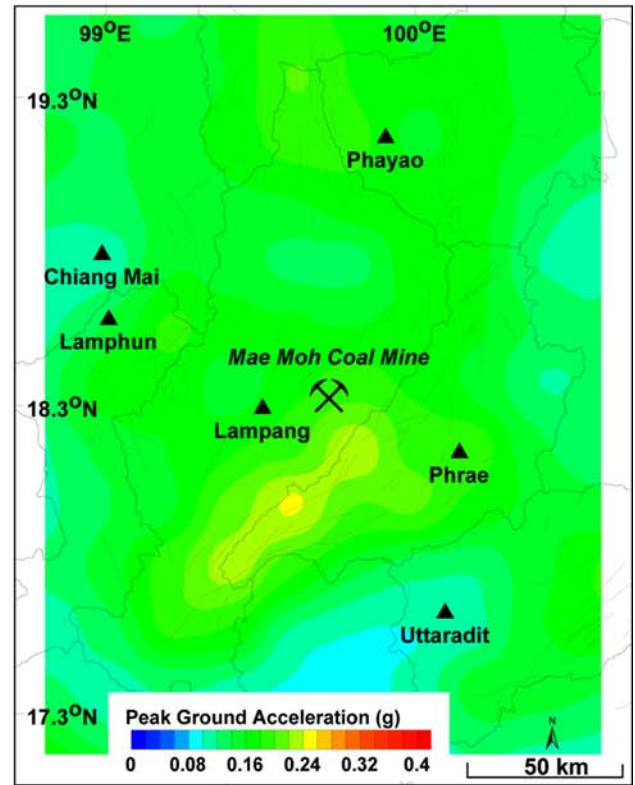 99°E 100°E
19.3°N
Phayao
Chiang Mai
Lamphun
Mae Moh Coal Mine
18.3°N
Lampang
Phrae
Uttaradit
17.3°N
Peak Ground Acceleration (g)
0 0.08 0.16 0.24 0.32 0.4
N
50 km